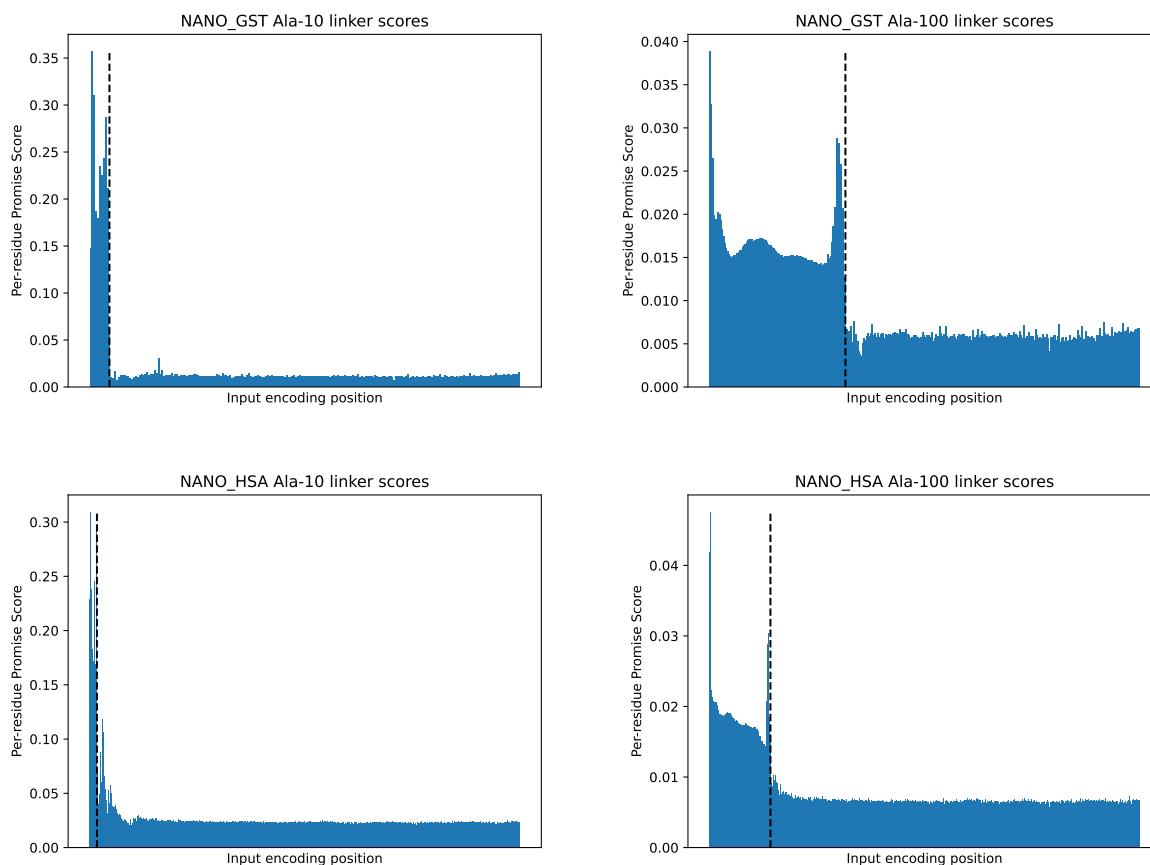 NANO_GST Ala-10 linker scores
Per-residue Promise Score
0.35
0.30
0.25
0.20
0.15
0.10
0.05
0.00
Input encoding position
NANO_GST Ala-100 linker scores
Per-residue Promise Score
0.040
0.035
0.030
0.025
0.020
0.015
0.010
0.005
0.000
Input encoding position
NANO_HSA Ala-10 linker scores
Per-residue Promise Score
0.30
0.25
0.20
0.15
0.10
0.05
0.00
Input encoding position
NANO_HSA Ala-100 linker scores
Per-residue Promise Score
0.04
0.03
0.02
0.01
0.00
Input encoding position